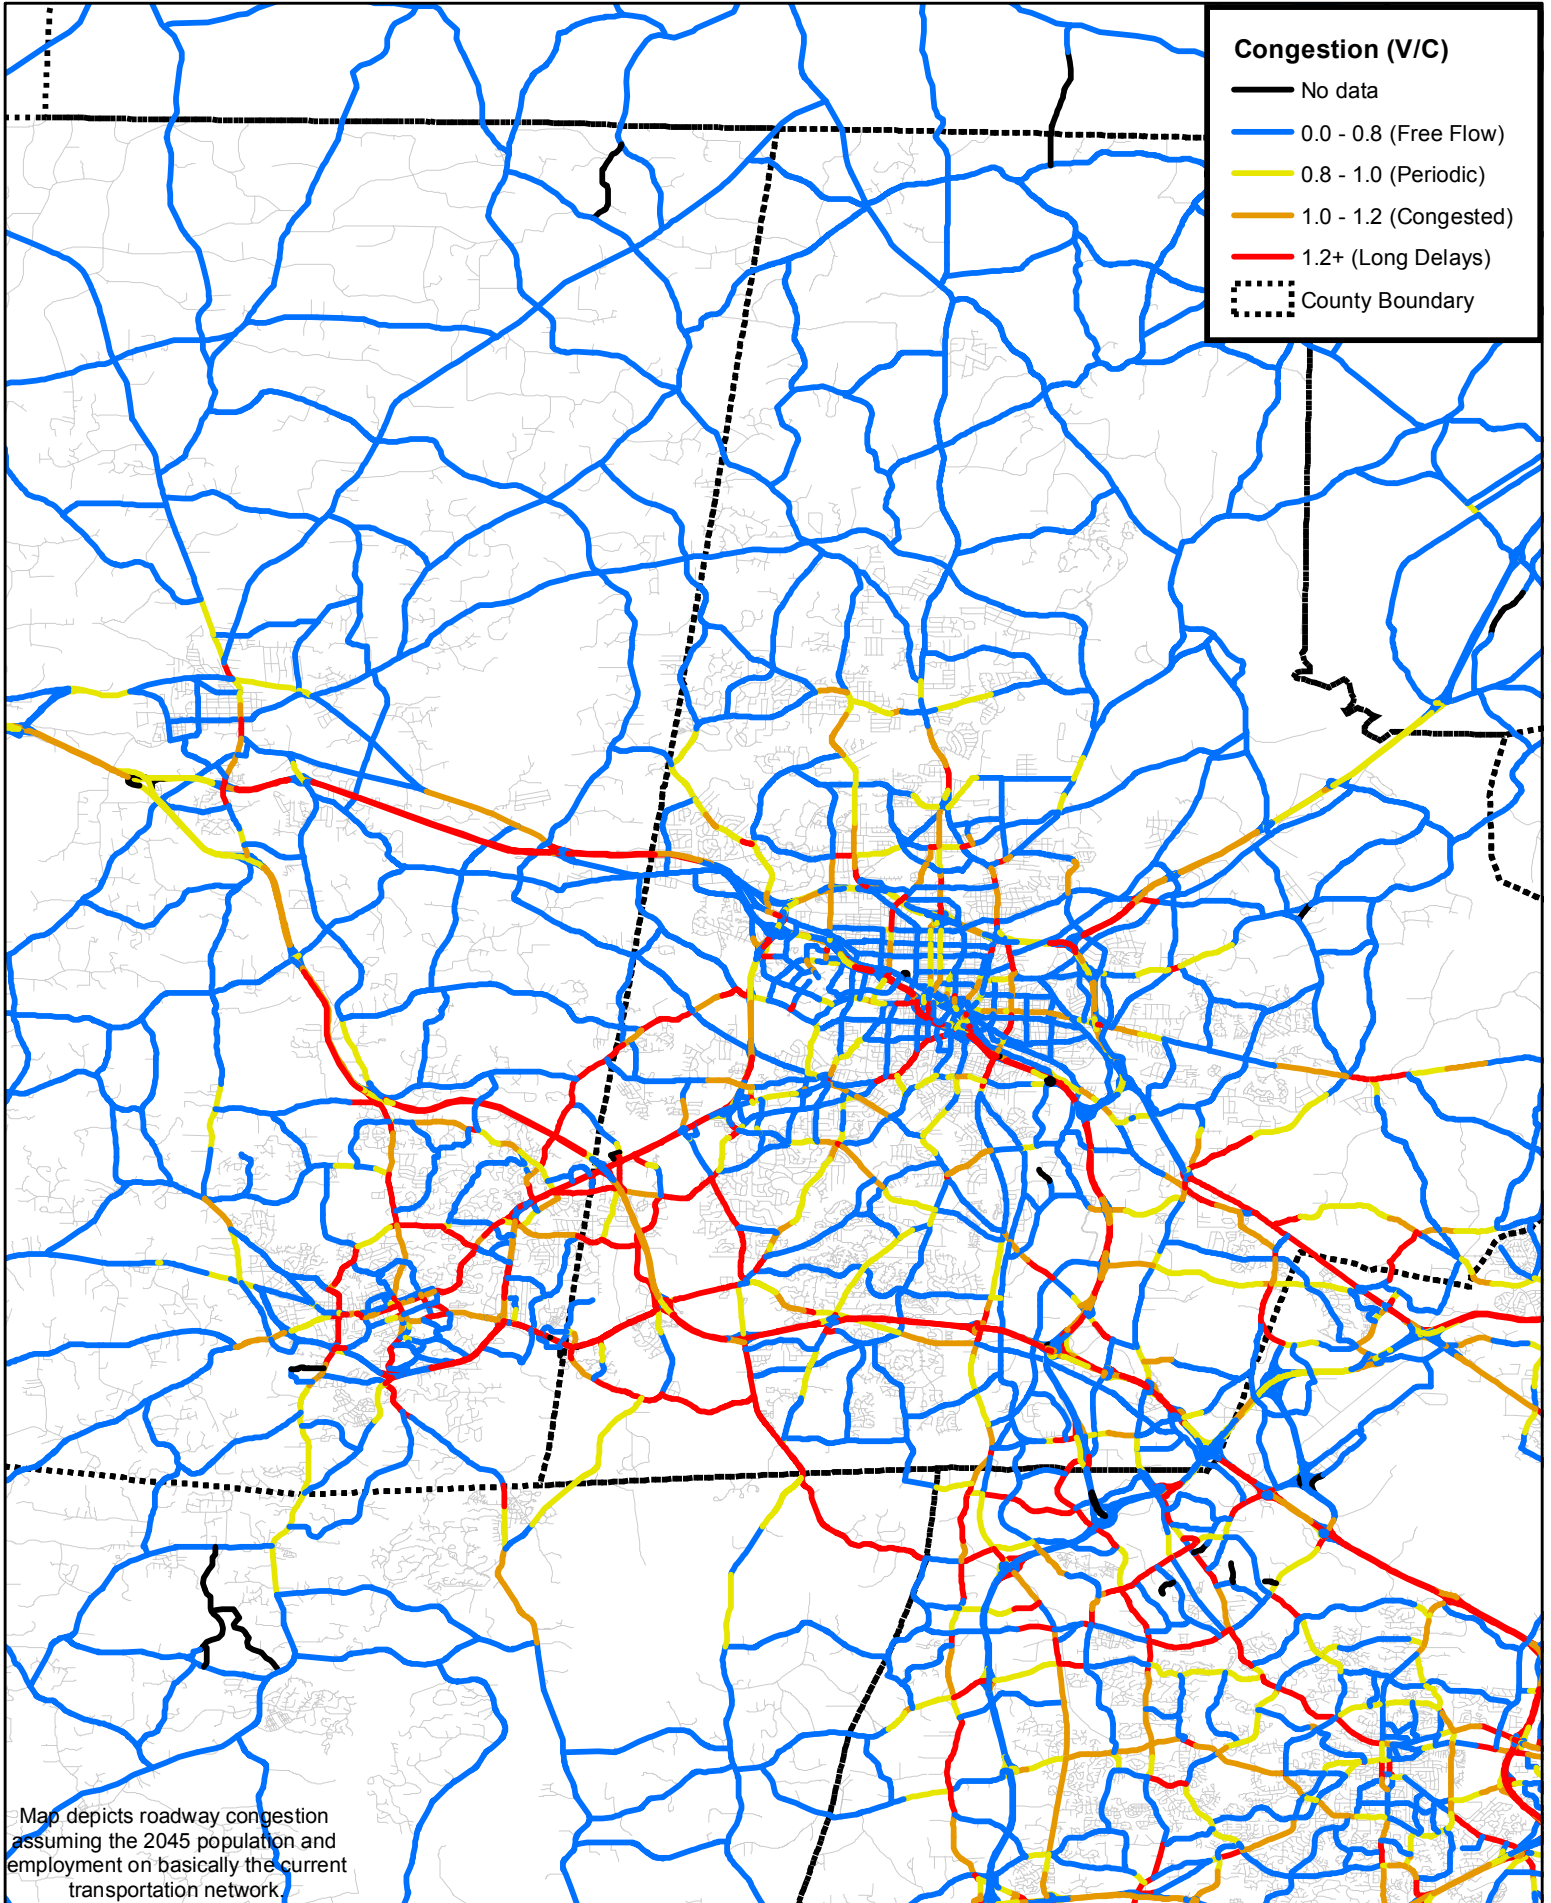 Congestion (V/C)
No data
0.0 - 0.8 (Free Flow)
0.8 - 1.0 (Periodic)
1.0 - 1.2 (Congested)
1.2+ (Long Delays)
County Boundary
Map depicts roadway congestion
assuming the 2045 population and
employment on basically the current
transportation network.